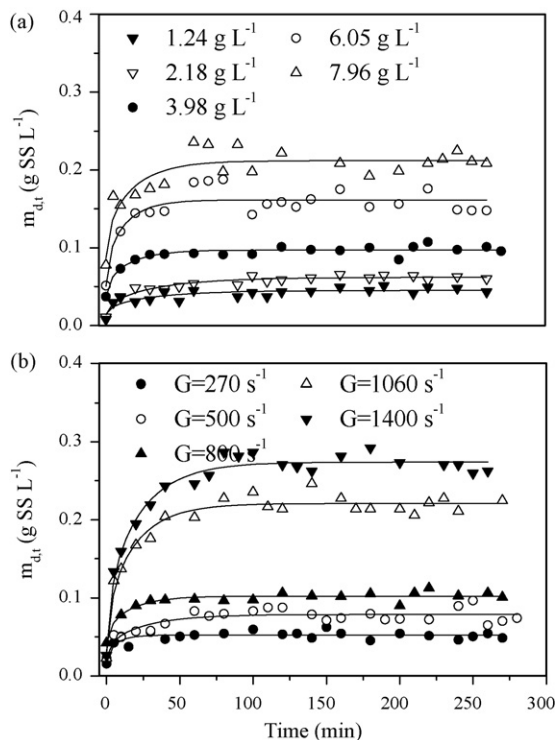 (a)
1.24 g L⁻¹
6.05 g L⁻¹
2.18 g L⁻¹
7.96 g L⁻¹
3.98 g L⁻¹
0.4
0.3
0.2
0.1
0.0
m_d,t (g SS L⁻¹)
(b)
G=270 s⁻¹
G=1060 s⁻¹
G=500 s⁻¹
G=1400 s⁻¹
G=800 s⁻¹
0.4
0.3
0.2
0.1
0.0
m_d,t (g SS L⁻¹)
0 50 100 150 200 250 300
Time (min)